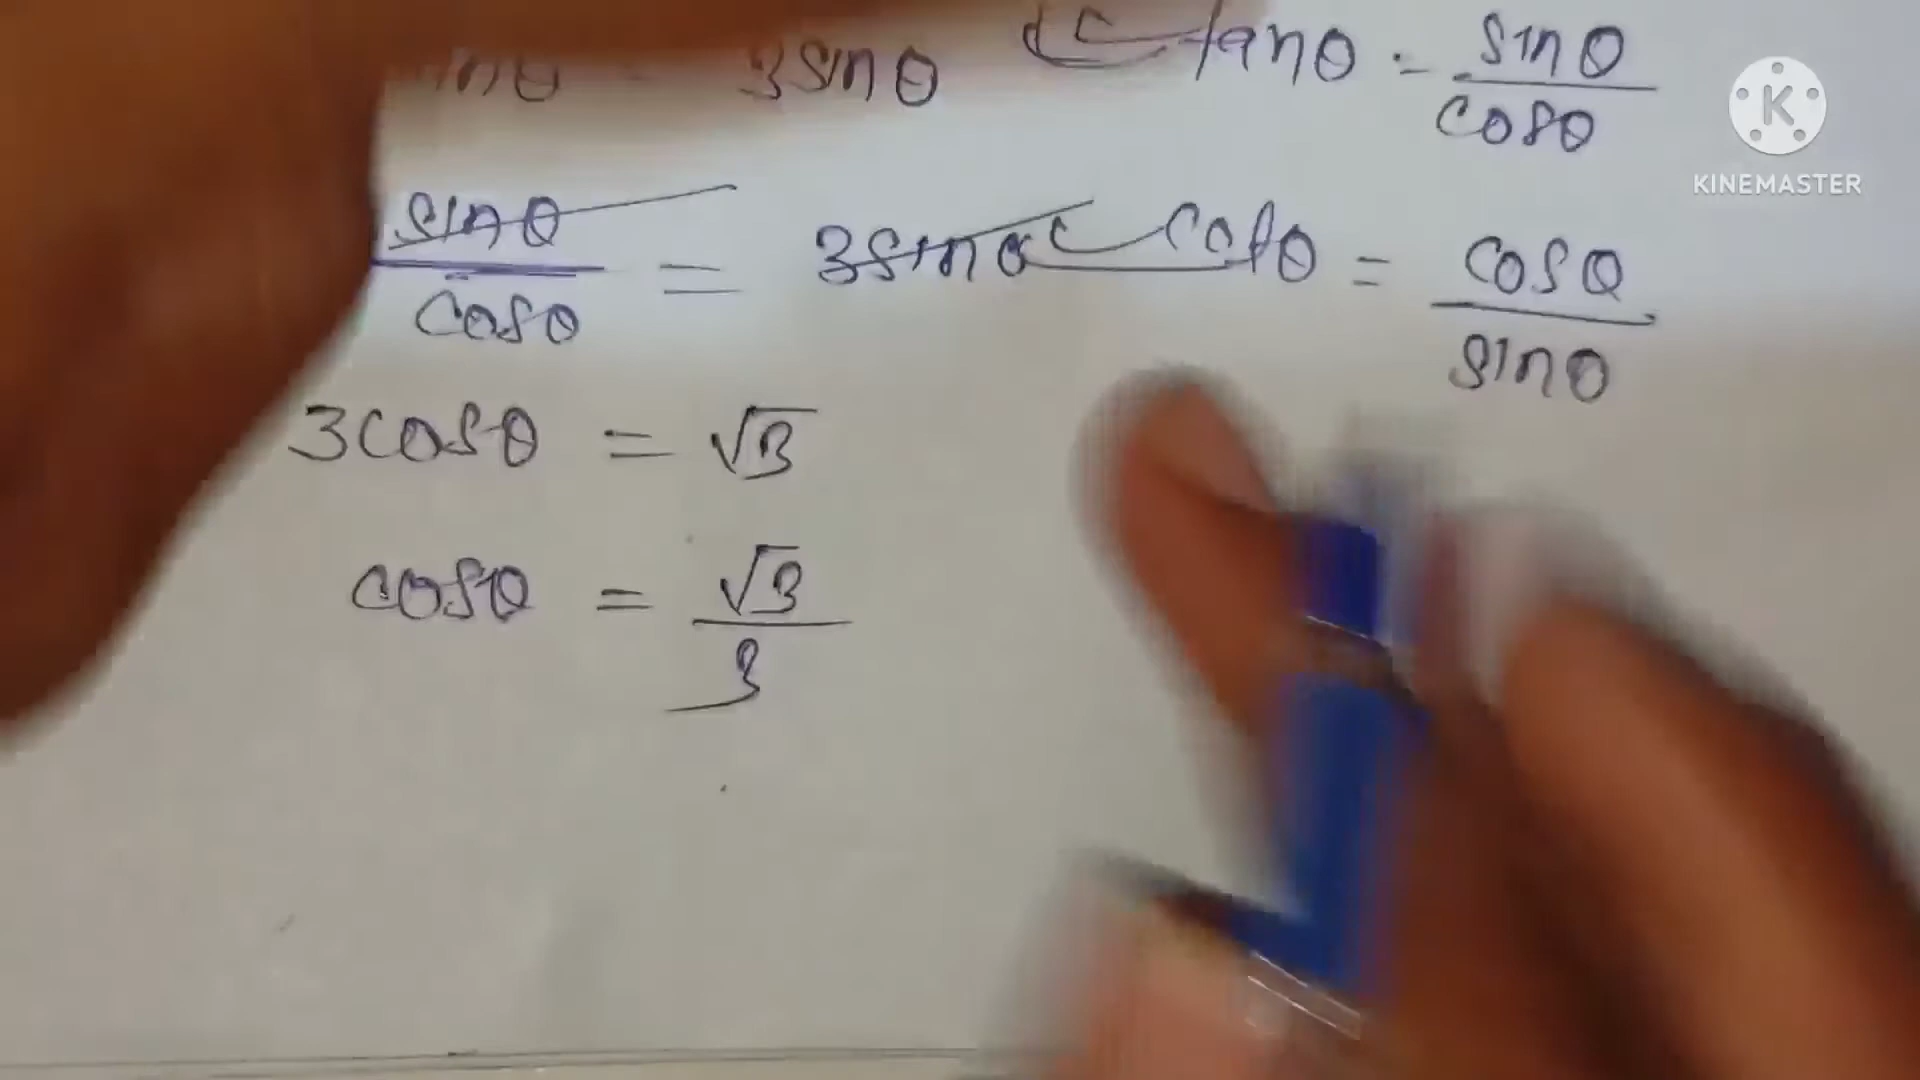 3sinθ tanθ = sinθ/cosθ
sinθ/cosθ = 3sinθ cotθ = cosθ/sinθ
3cosθ = √3
cosθ = √3/3
K
KINEMASTER